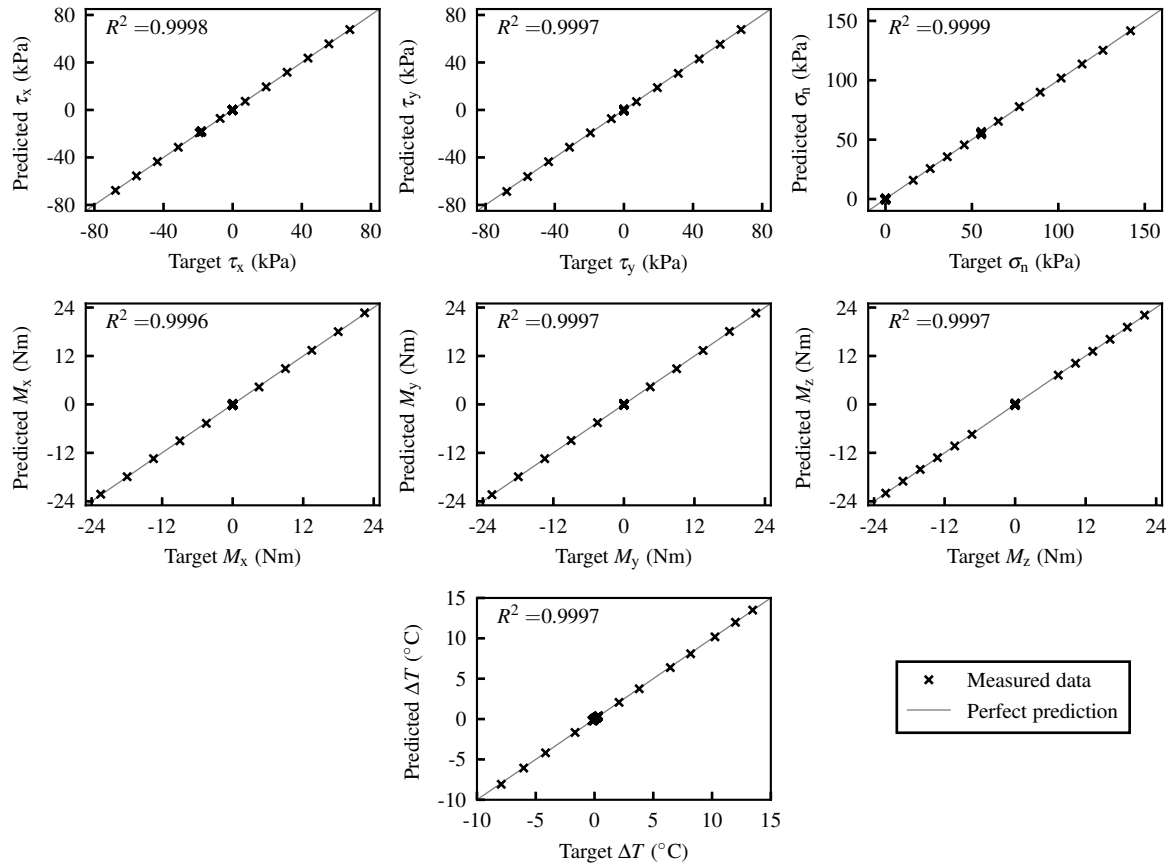 R² =0.9998
80
40
0
-40
-80
Predicted τx (kPa)
-80 -40 0 40 80
Target τx (kPa)
R² =0.9997
80
40
0
-40
-80
Predicted τy (kPa)
-80 -40 0 40 80
Target τy (kPa)
R² =0.9999
150
100
50
0
Predicted σn (kPa)
0 50 100 150
Target σn (kPa)
R² =0.9996
24
12
0
-12
-24
Predicted Mx (Nm)
-24 -12 0 12 24
Target Mx (Nm)
R² =0.9997
24
12
0
-12
-24
Predicted My (Nm)
-24 -12 0 12 24
Target My (Nm)
R² =0.9997
24
12
0
-12
-24
Predicted Mz (Nm)
-24 -12 0 12 24
Target Mz (Nm)
R² =0.9997
15
10
5
0
-5
-10
Predicted ΔT (°C)
-10 -5 0 5 10 15
Target ΔT (°C)
Measured data
Perfect prediction